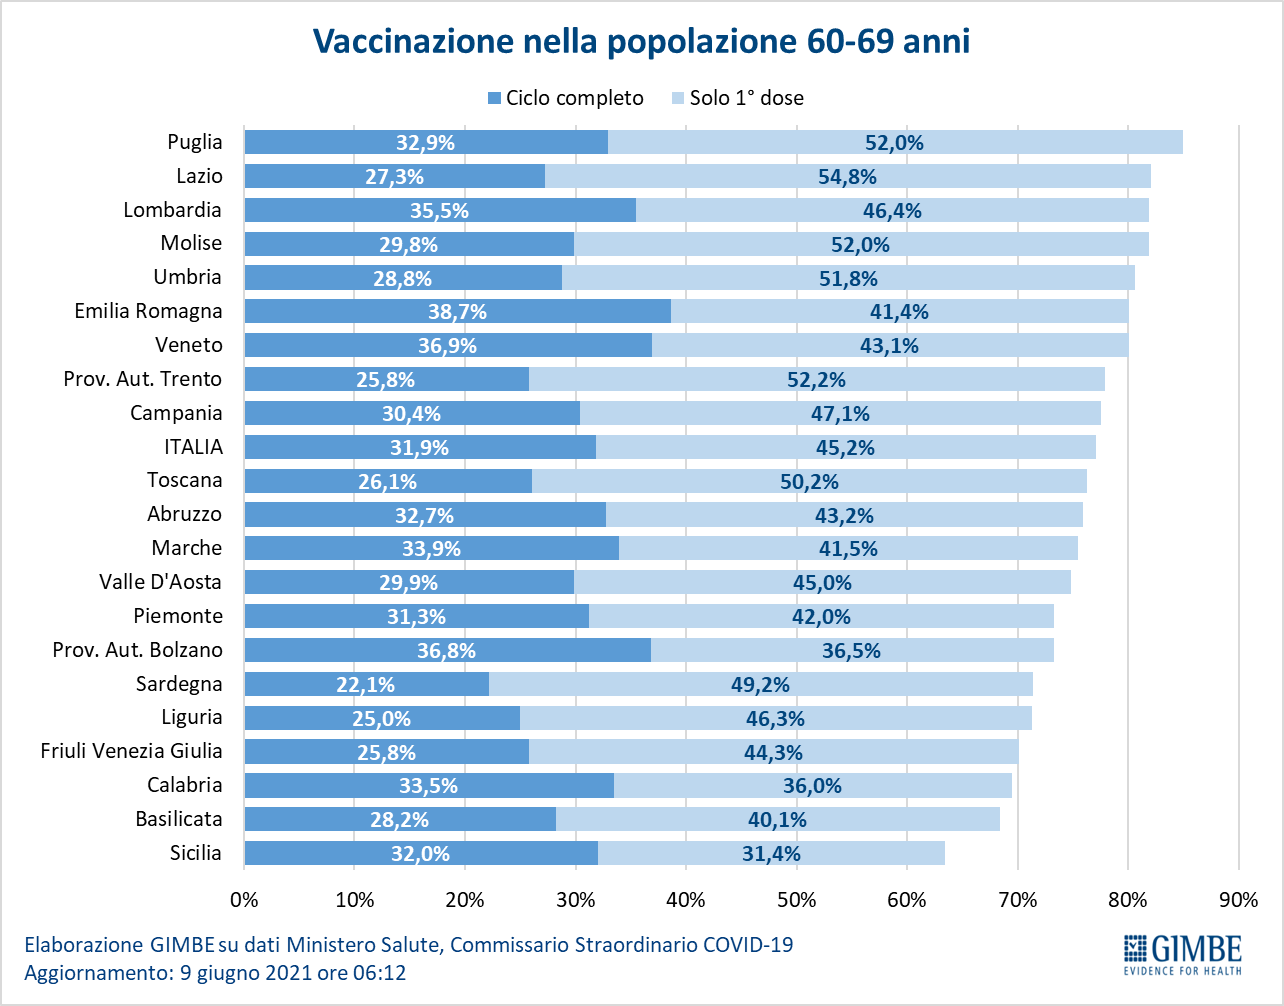 Vaccinazione nella popolazione 60-69 anni
Ciclo completo Solo 1° dose
Puglia 32,9% 52,0%
Lazio 27,3% 54,8%
Lombardia 35,5% 46,4%
Molise 29,8% 52,0%
Umbria 28,8% 51,8%
Emilia Romagna 38,7% 41,4%
Veneto 36,9% 43,1%
Prov. Aut. Trento 25,8% 52,2%
Campania 30,4% 47,1%
ITALIA 31,9% 45,2%
Toscana 26,1% 50,2%
Abruzzo 32,7% 43,2%
Marche 33,9% 41,5%
Valle D'Aosta 29,9% 45,0%
Piemonte 31,3% 42,0%
Prov. Aut. Bolzano 36,8% 36,5%
Sardegna 22,1% 49,2%
Liguria 25,0% 46,3%
Friuli Venezia Giulia 25,8% 44,3%
Calabria 33,5% 36,0%
Basilicata 28,2% 40,1%
Sicilia 32,0% 31,4%
0% 10% 20% 30% 40% 50% 60% 70% 80% 90%
Elaborazione GIMBE su dati Ministero Salute, Commissario Straordinario COVID-19
Aggiornamento: 9 giugno 2021 ore 06:12
GIMBE
EVIDENCE FOR HEALTH